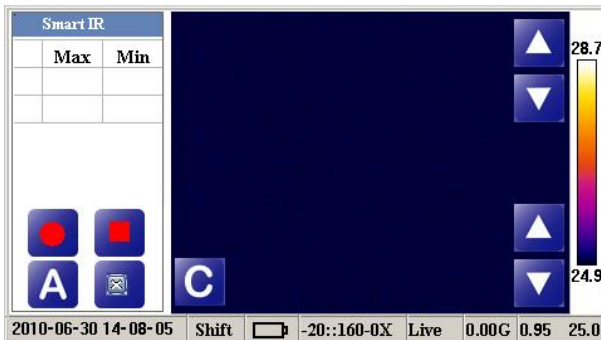 Smart IR
Max Min
28.7
24.9
A
C
2010-06-30 14-08-05 Shift -20::160-0X Live 0.00G 0.95 25.0